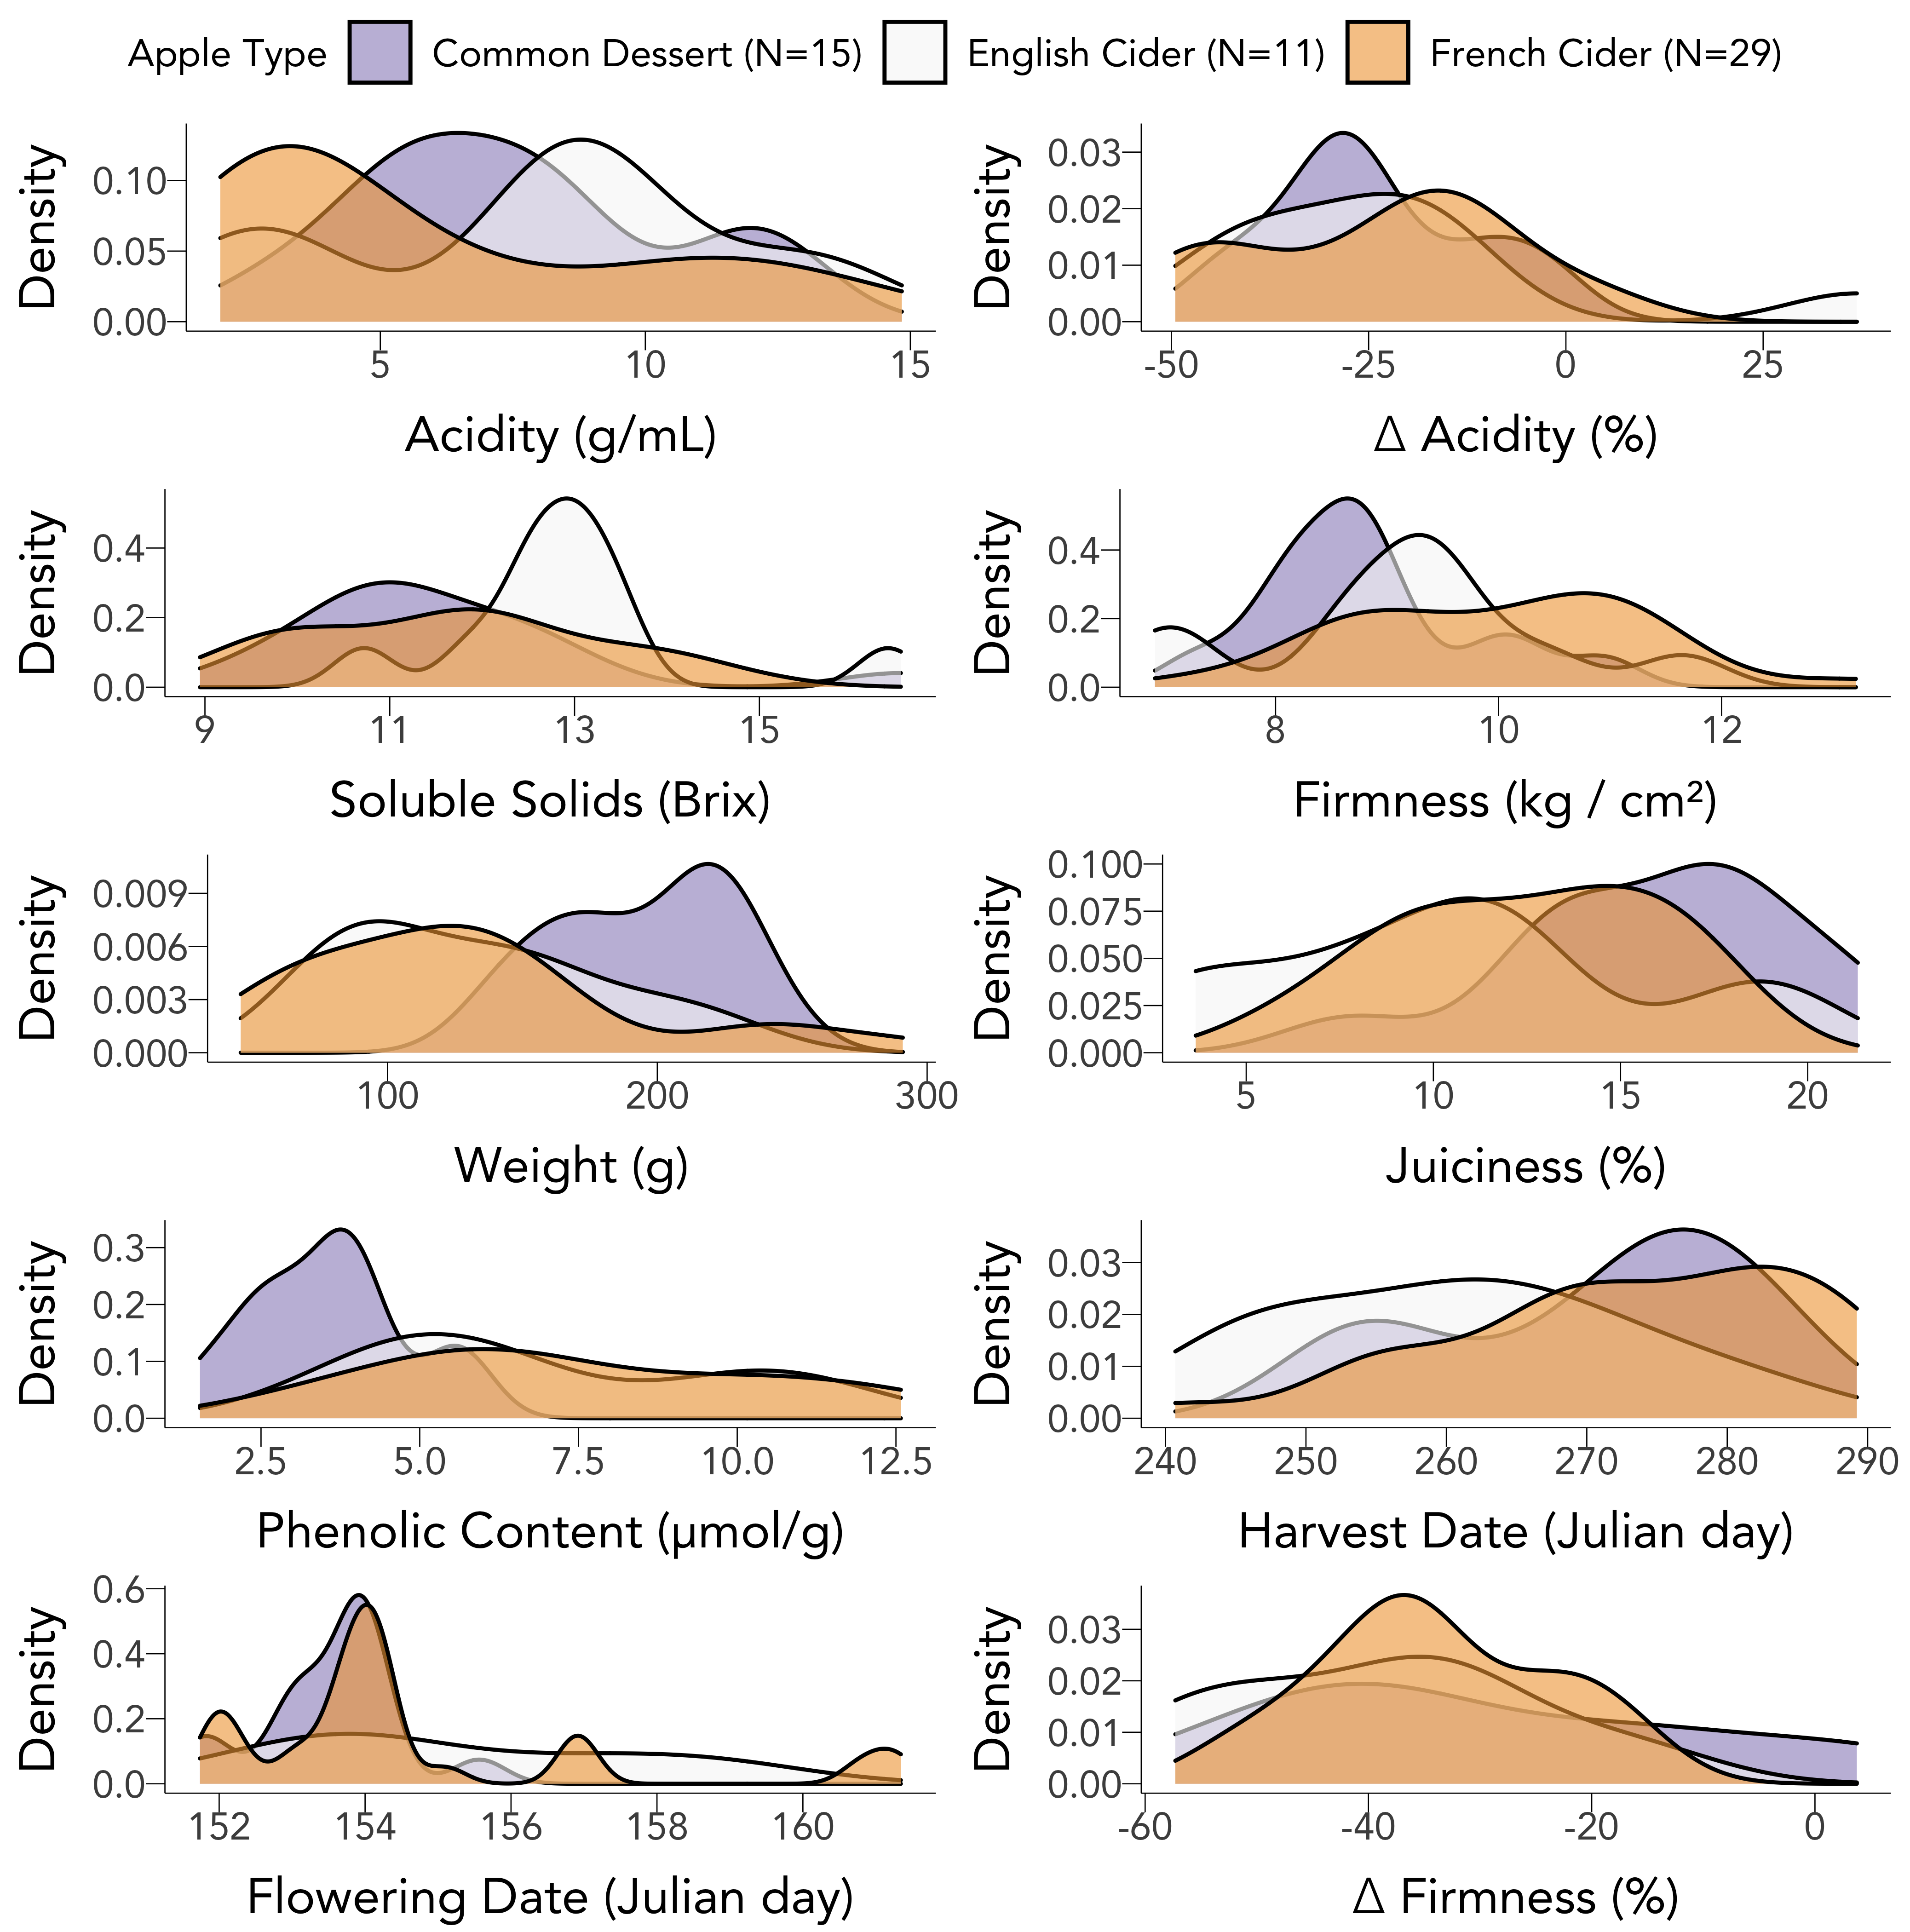 Apple Type Common Dessert (N=15) English Cider (N=11) French Cider (N=29)
Density
0.10
0.05
0.00
5 10 15
Acidity (g/mL)
Density
0.03
0.02
0.01
0.00
-50 -25 0 25
Δ Acidity (%)
Density
0.4
0.2
0.0
9 11 13 15
Soluble Solids (Brix)
Density
0.4
0.2
0.0
8 10 12
Firmness (kg / cm²)
Density
0.009
0.006
0.003
0.000
100 200 300
Weight (g)
Density
0.100
0.075
0.050
0.025
0.000
5 10 15 20
Juiciness (%)
Density
0.3
0.2
0.1
0.0
2.5 5.0 7.5 10.0 12.5
Phenolic Content (μmol/g)
Density
0.03
0.02
0.01
0.00
240 250 260 270 280 290
Harvest Date (Julian day)
Density
0.6
0.4
0.2
0.0
152 154 156 158 160
Flowering Date (Julian day)
Density
0.03
0.02
0.01
0.00
-60 -40 -20 0
Δ Firmness (%)